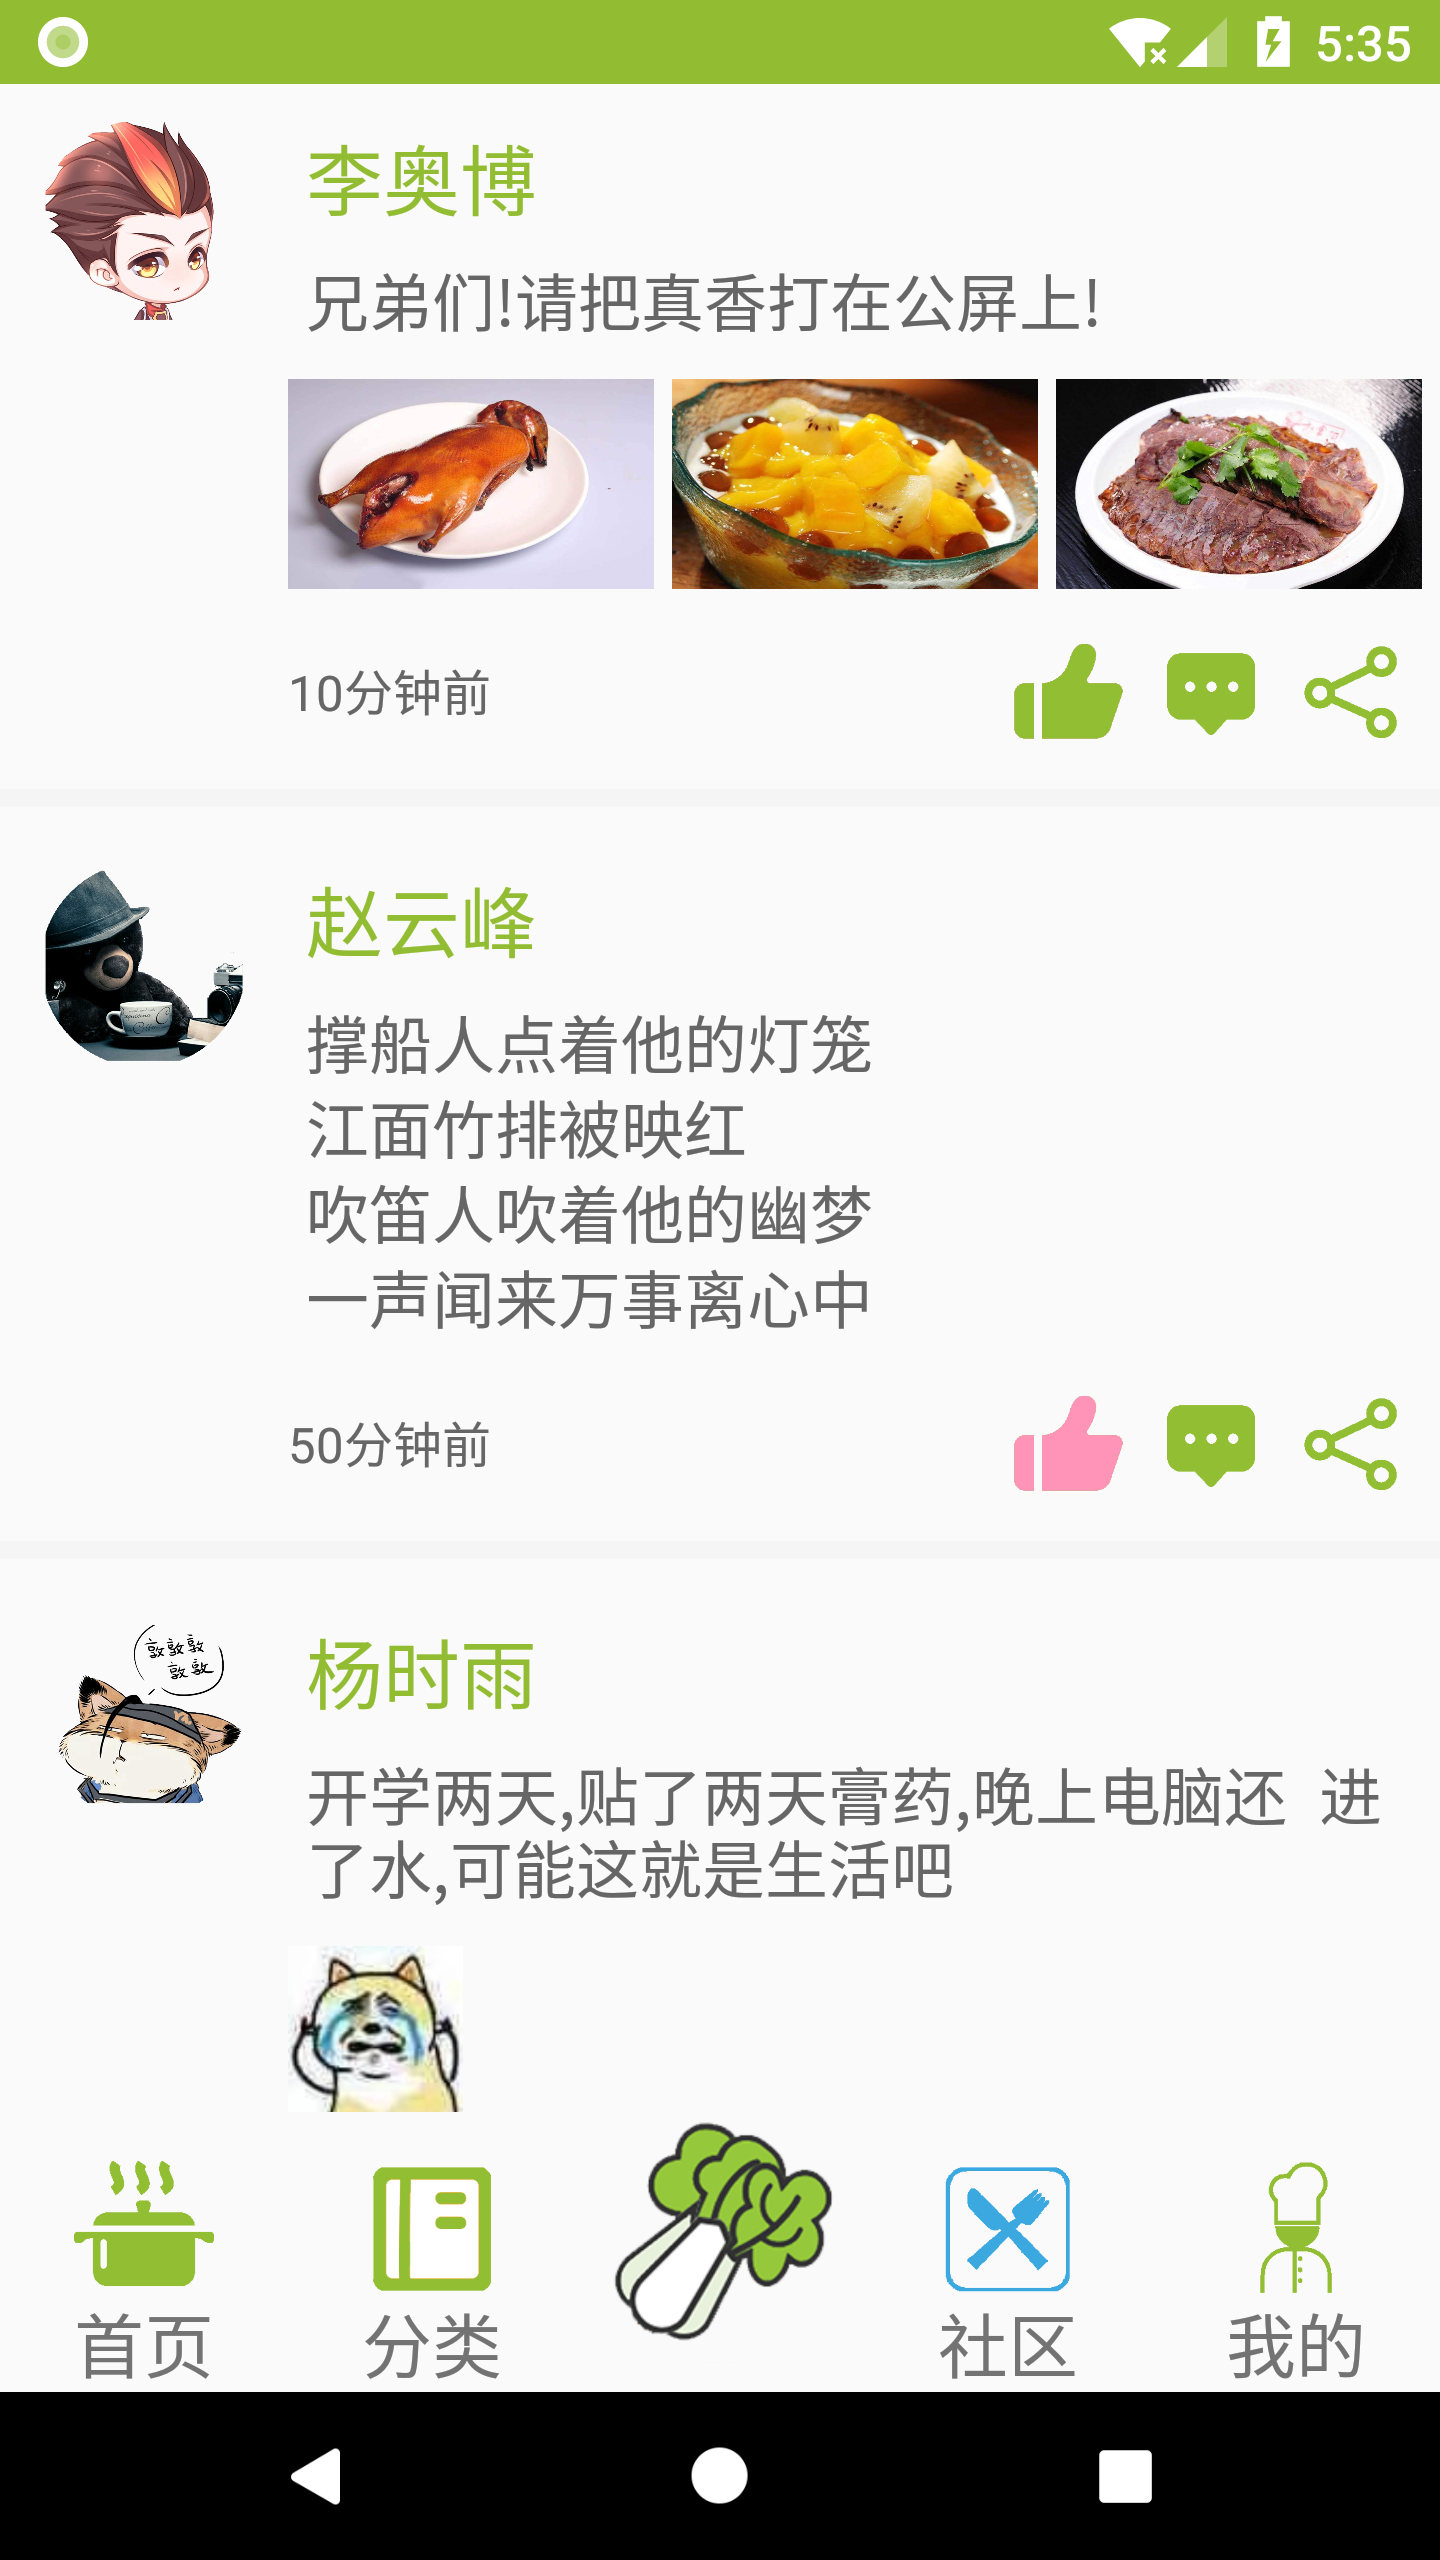 5:35
李奥博
兄弟们!请把真香打在公屏上!
10分钟前
赵云峰
撑船人点着他的灯笼
江面竹排被映红
吹笛人吹着他的幽梦
一声闻来万事离心中
50分钟前
敦敦敦
敦敦
杨时雨
开学两天,贴了两天膏药,晚上电脑还 进
了水,可能这就是生活吧
首页
分类
社区
我的